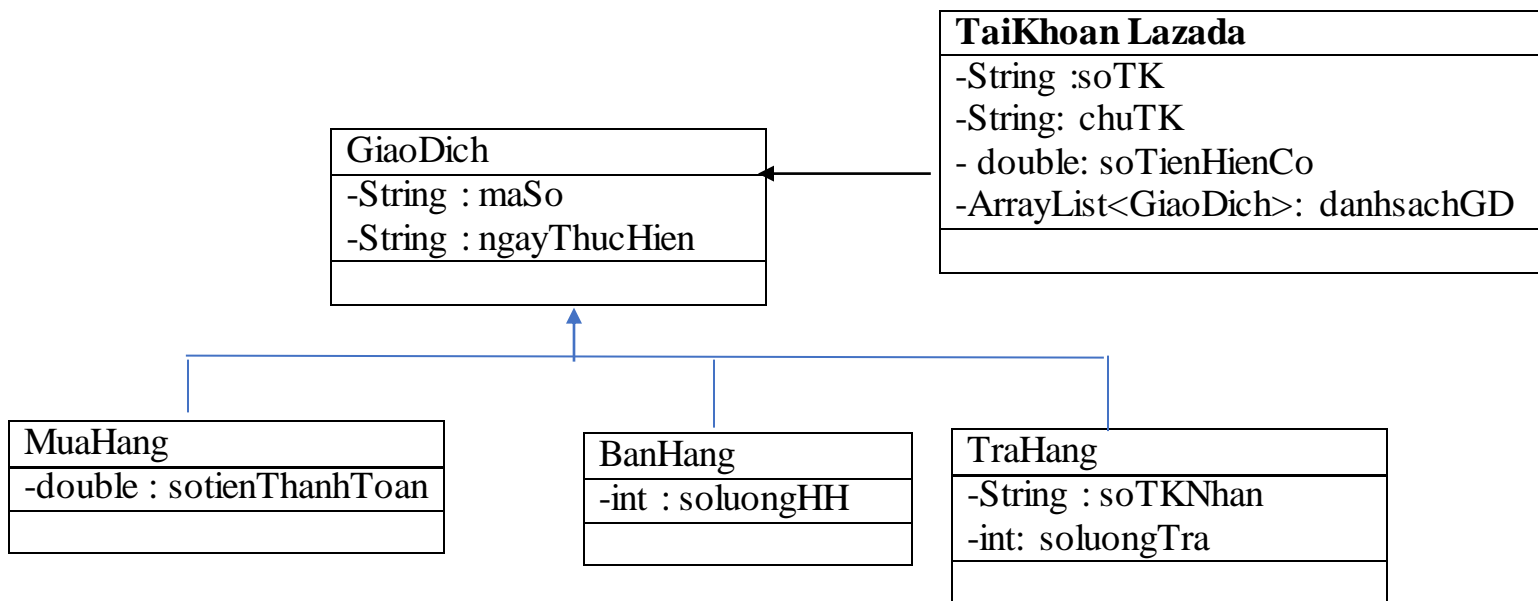 TaiKhoan Lazada
-String :soTK
-String: chuTK
- double: soTienHienCo
-ArrayList<GiaoDich>: danhsachGD
GiaoDich
-String : maSo
-String : ngayThucHien
MuaHang
-double : sotienThanhToan
BanHang
-int : soluongHH
TraHang
-String : soTKNhan
-int: soluongTra